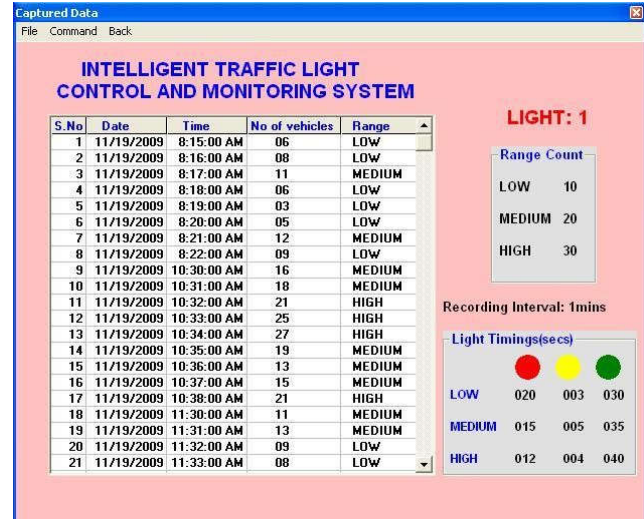 Captured Data
File Command Back
INTELLIGENT TRAFFIC LIGHT
CONTROL AND MONITORING SYSTEM
S.No Date Time No of vehicles Range
1 11/19/2009 8:15:00 AM 06 LOW
2 11/19/2009 8:16:00 AM 08 LOW
3 11/19/2009 8:17:00 AM 11 MEDIUM
4 11/19/2009 8:18:00 AM 06 LOW
5 11/19/2009 8:19:00 AM 03 LOW
6 11/19/2009 8:20:00 AM 05 LOW
7 11/19/2009 8:21:00 AM 12 MEDIUM
8 11/19/2009 8:22:00 AM 09 LOW
9 11/19/2009 10:30:00 AM 16 MEDIUM
10 11/19/2009 10:31:00 AM 18 MEDIUM
11 11/19/2009 10:32:00 AM 21 HIGH
12 11/19/2009 10:33:00 AM 25 HIGH
13 11/19/2009 10:34:00 AM 27 HIGH
14 11/19/2009 10:35:00 AM 19 MEDIUM
15 11/19/2009 10:36:00 AM 13 MEDIUM
16 11/19/2009 10:37:00 AM 15 MEDIUM
17 11/19/2009 10:38:00 AM 21 HIGH
18 11/19/2009 11:30:00 AM 11 MEDIUM
19 11/19/2009 11:31:00 AM 13 MEDIUM
20 11/19/2009 11:32:00 AM 09 LOW
21 11/19/2009 11:33:00 AM 08 LOW
LIGHT: 1
Range Count
LOW 10
MEDIUM 20
HIGH 30
Recording Interval: 1mins
Light Timings(secs)
LOW 020 003 030
MEDIUM 015 005 035
HIGH 012 004 040